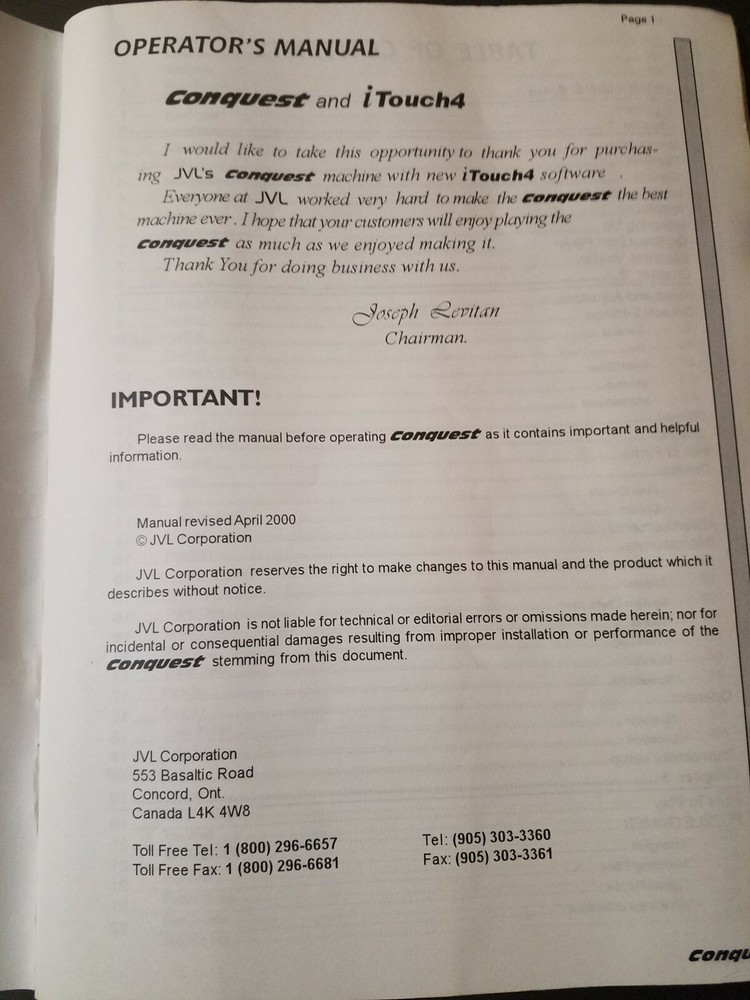 Page 1
OPERATOR'S MANUAL
Conquest and iTouch4
I would like to take this opportunity to thank you for purchas-
ing JVL's Conquest machine with new iTouch4 software .
Everyone at JVL worked very hard to make the Conquest the best
machine ever. I hope that your customers will enjoy playing the
Conquest as much as we enjoyed making it.
Thank You for doing business with us.
Joseph Levitan
Chairman.
IMPORTANT!
Please read the manual before operating Conquest as it contains important and helpful
information.
Manual revised April 2000
© JVL Corporation
JVL Corporation reserves the right to make changes to this manual and the product which it
describes without notice.
JVL Corporation is not liable for technical or editorial errors or omissions made herein; nor for
incidental or consequential damages resulting from improper installation or performance of the
Conquest stemming from this document.
JVL Corporation
553 Basaltic Road
Concord, Ont.
Canada L4K 4W8
Toll Free Tel: 1 (800) 296-6657
Toll Free Fax: 1 (800) 296-6681
Tel: (905) 303-3360
Fax: (905) 303-3361
Conqu